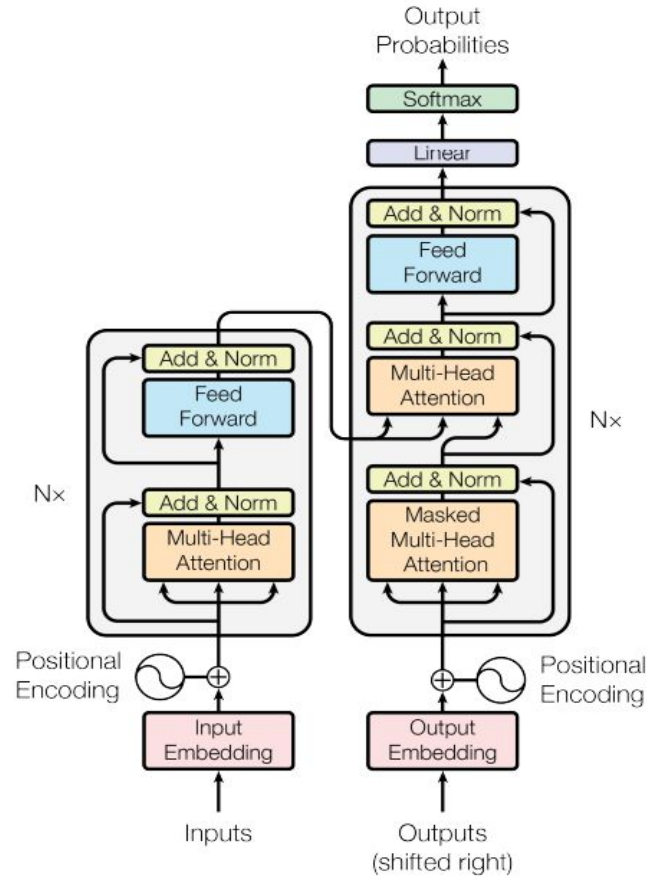 Output
Probabilities
Softmax
Linear
Add & Norm
Feed
Forward
Add & Norm
Multi-Head
Attention
Add & Norm
Masked
Multi-Head
Attention
N×
Add & Norm
Feed
Forward
Add & Norm
Multi-Head
Attention
N×
Positional
Encoding
Positional
Encoding
Input
Embedding
Output
Embedding
Inputs
Outputs
(shifted right)